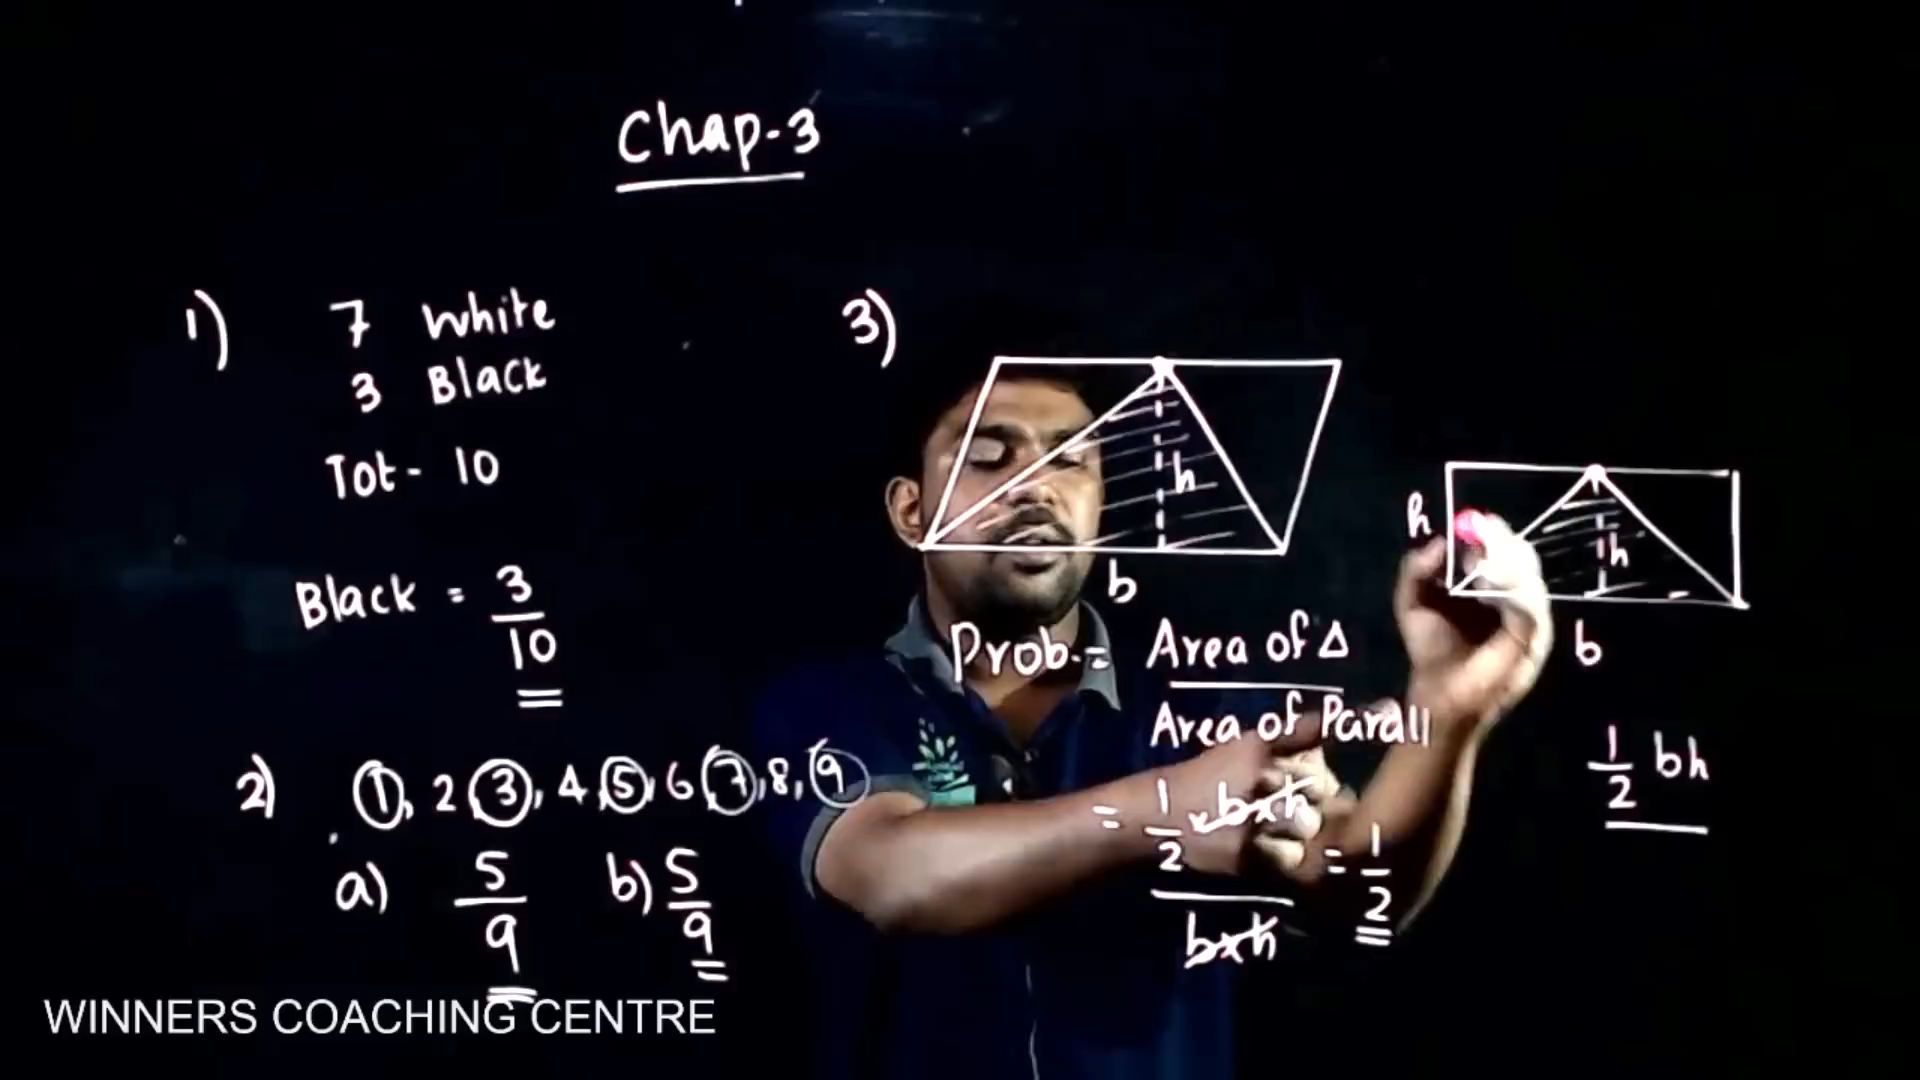 Chap-3
1) 7 White
3 Black
Tot- 10
Black = 3/10
2) 1, 2, 3, 4, 5, 6, 7, 8, 9
a) 5/9 b) 5/9
3)
h
b
Prob. = Area of Δ / Area of Parall
= 1/2 × b×h / b×h = 1/2
h
h
b
1/2 bh
WINNERS COACHING CENTRE